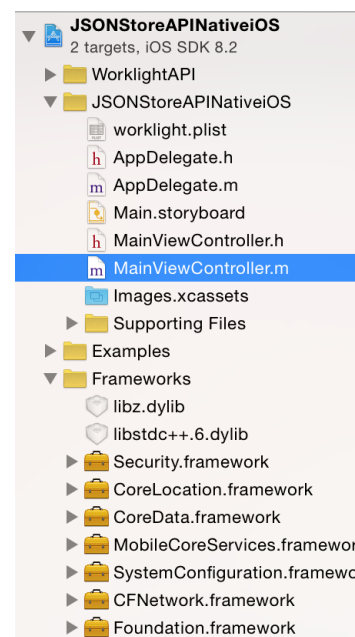 JSONStoreAPINativeiOS
2 targets, iOS SDK 8.2
WorklightAPI
JSONStoreAPINativeiOS
PLIST
worklight.plist
h AppDelegate.h
m AppDelegate.m
Main.storyboard
h MainViewController.h
m MainViewController.m
Images.xcassets
Supporting Files
Examples
Frameworks
libz.dylib
libstdc++.6.dylib
Security.framework
CoreLocation.framework
CoreData.framework
MobileCoreServices.framewor
SystemConfiguration.framewo
CFNetwork.framework
Foundation.framework